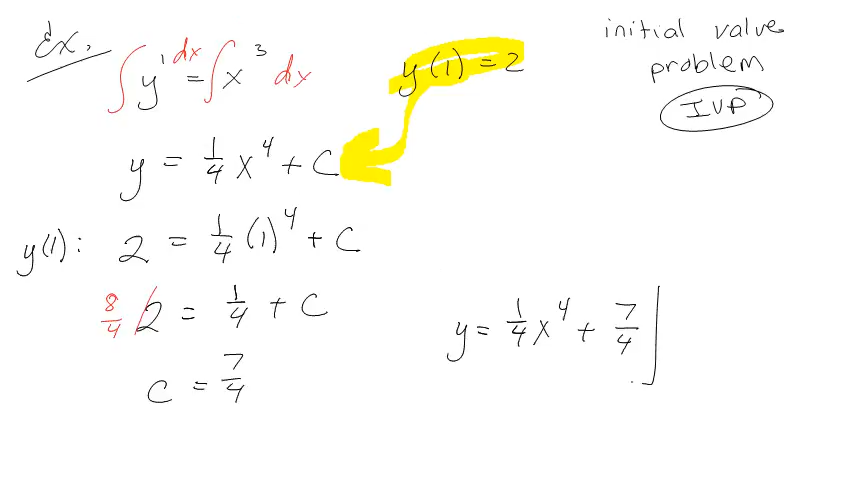 Ex.
∫ y' dx = ∫ x³ dx
y(1) = 2
initial value
problem
IVP
y = 1/4 x⁴ + C
y(1): 2 = 1/4 (1)⁴ + C
8/4 2 = 1/4 + C
C = 7/4
y = 1/4 x⁴ + 7/4